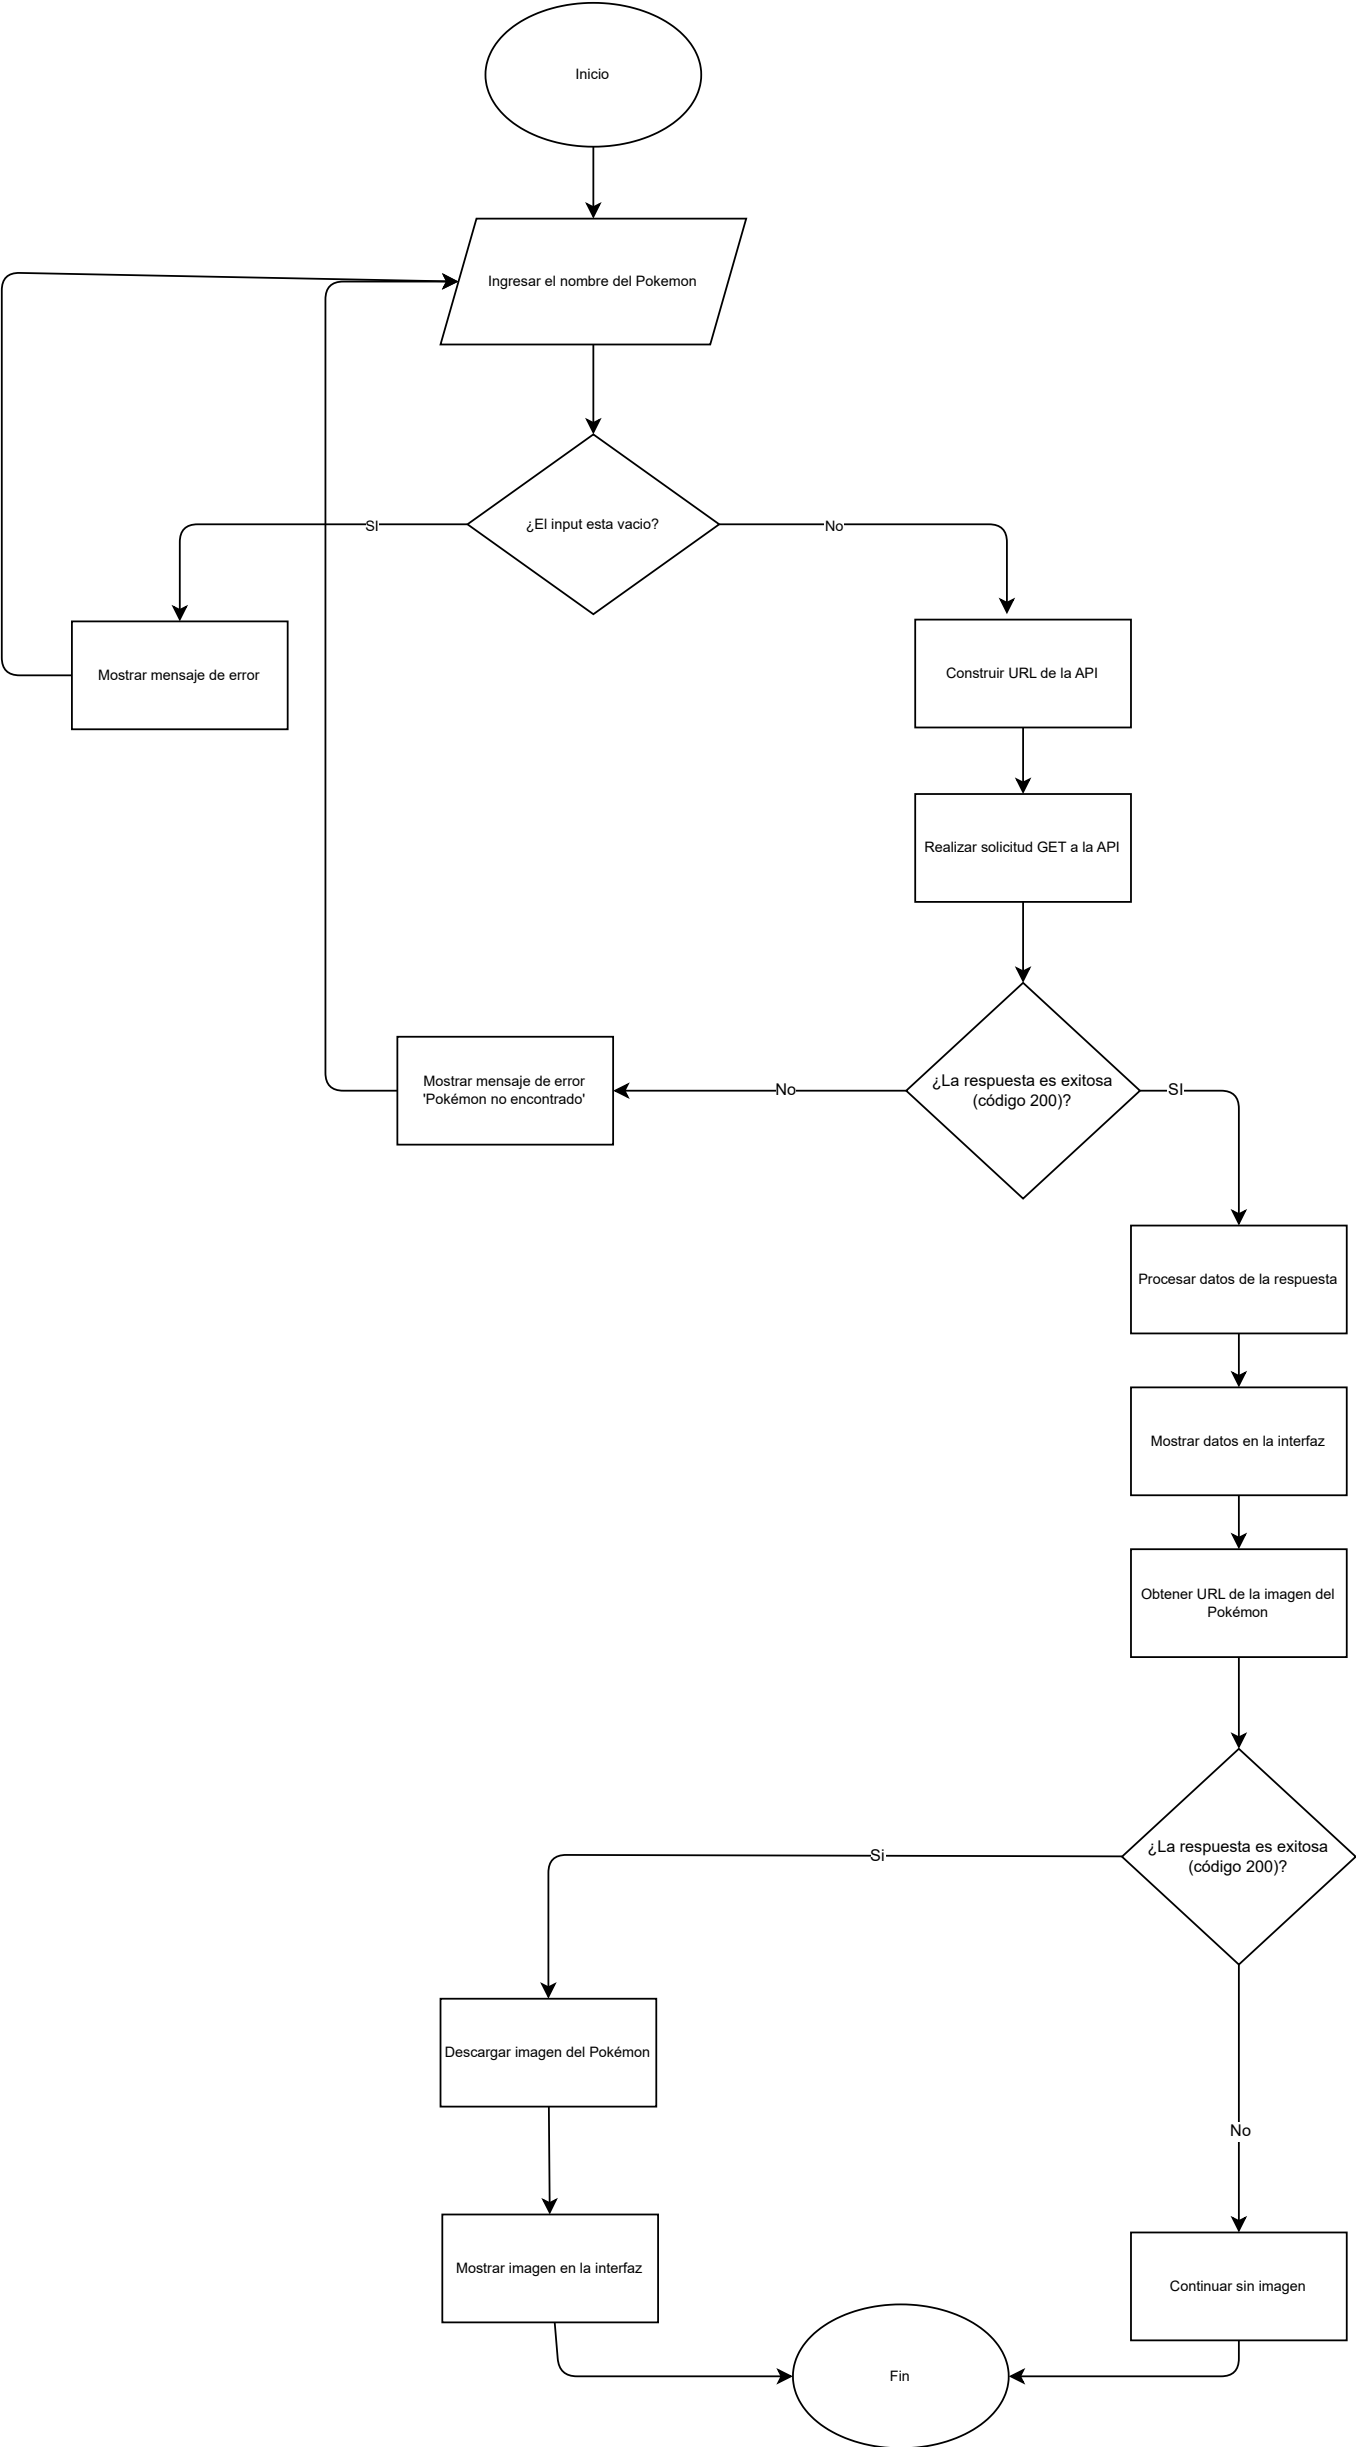 Inicio
Ingresar el nombre del Pokemon
¿El input esta vacio?
SI
No
Mostrar mensaje de error
Construir URL de la API
Realizar solicitud GET a la API
¿La respuesta es exitosa
(código 200)?
No
SI
Mostrar mensaje de error
'Pokémon no encontrado'
Procesar datos de la respuesta
Mostrar datos en la interfaz
Obtener URL de la imagen del
Pokémon
¿La respuesta es exitosa
(código 200)?
Si
Descargar imagen del Pokémon
No
Mostrar imagen en la interfaz
Continuar sin imagen
Fin